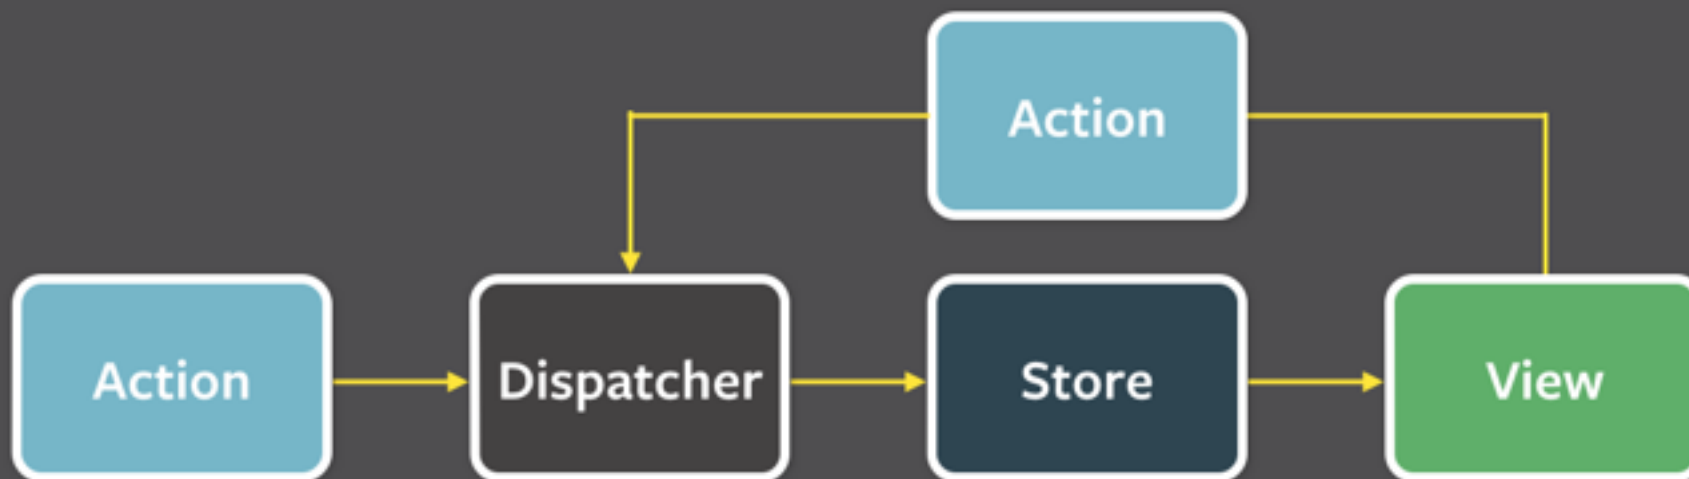 Action
Action
Dispatcher
Store
View